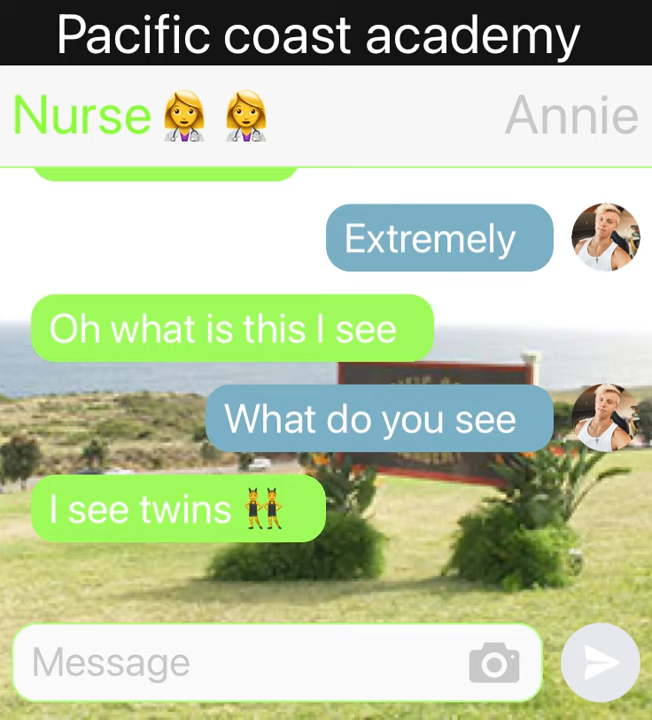 Pacific coast academy
Nurse👩‍⚕️👩‍⚕️ Annie
Extremely
Oh what is this I see
What do you see
I see twins 👯
Message